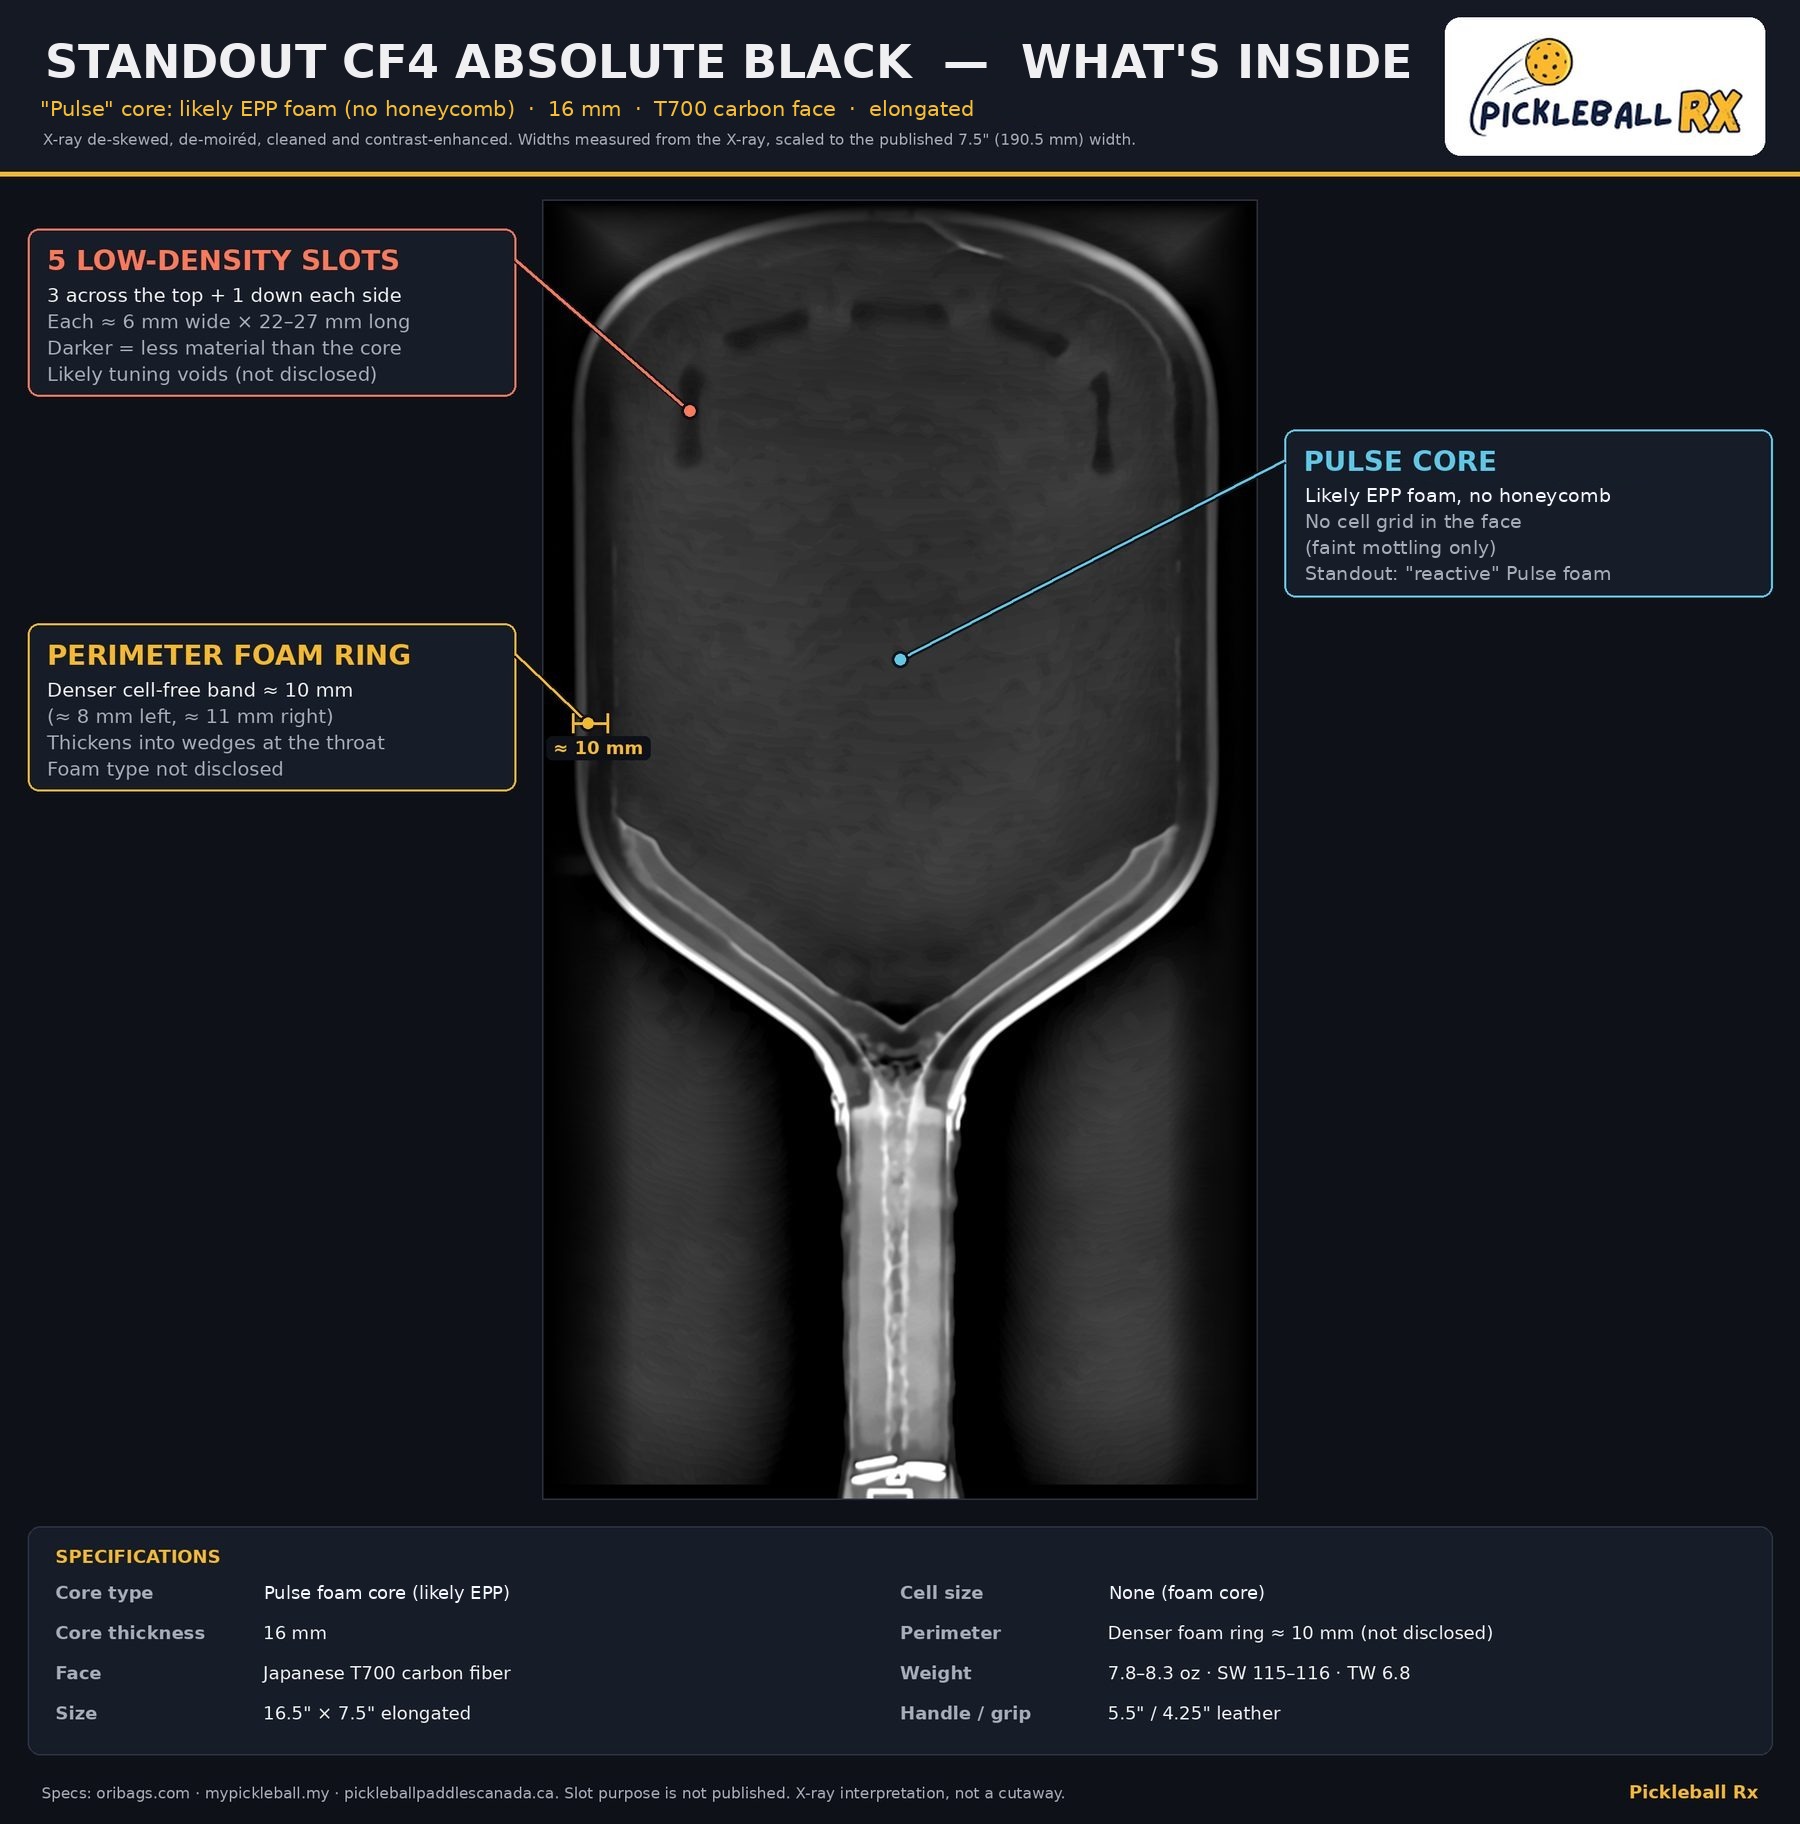 STANDOUT CF4 ABSOLUTE BLACK — WHAT'S INSIDE
"Pulse" core: likely EPP foam (no honeycomb) · 16 mm · T700 carbon face · elongated
X-ray de-skewed, de-moiréd, cleaned and contrast-enhanced. Widths measured from the X-ray, scaled to the published 7.5" (190.5 mm) width.
PICKLEBALL RX
5 LOW-DENSITY SLOTS
3 across the top + 1 down each side
Each ≈ 6 mm wide × 22–27 mm long
Darker = less material than the core
Likely tuning voids (not disclosed)
PULSE CORE
Likely EPP foam, no honeycomb
No cell grid in the face
(faint mottling only)
Standout: "reactive" Pulse foam
PERIMETER FOAM RING
Denser cell-free band ≈ 10 mm
(≈ 8 mm left, ≈ 11 mm right)
Thickens into wedges at the throat
Foam type not disclosed
≈ 10 mm
SPECIFICATIONS
Core type Pulse foam core (likely EPP)
Core thickness 16 mm
Face Japanese T700 carbon fiber
Size 16.5" × 7.5" elongated
Cell size None (foam core)
Perimeter Denser foam ring ≈ 10 mm (not disclosed)
Weight 7.8–8.3 oz · SW 115–116 · TW 6.8
Handle / grip 5.5" / 4.25" leather
Specs: oribags.com · mypickleball.my · pickleballpaddlescanada.ca. Slot purpose is not published. X-ray interpretation, not a cutaway.
Pickleball Rx